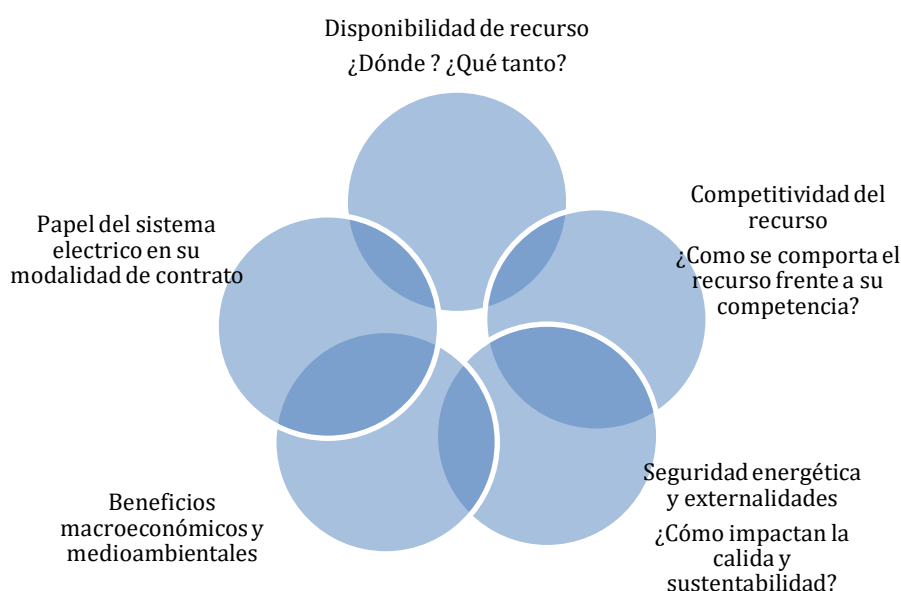 Disponibilidad de recurso
¿Dónde ? ¿Qué tanto?
Competitividad del
recurso
¿Como se comporta el
recurso frente a su
competencia?
Seguridad energética
y externalidades
¿Cómo impactan la
calida y
sustentabilidad?
Beneficios
macroeconómicos y
medioambientales
Papel del sistema
electrico en su
modalidad de contrato